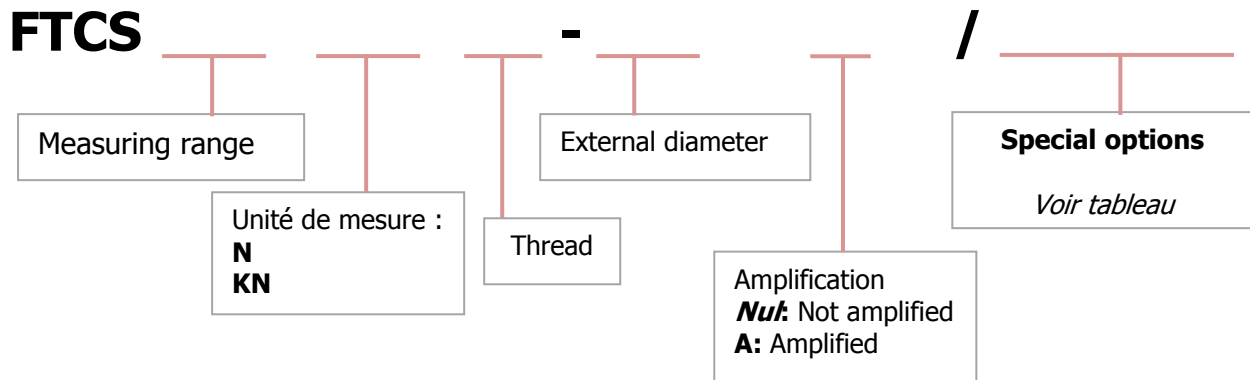 FTCS - /
Measuring range
Unité de mesure :
N
KN
Thread
External diameter
Amplification
Nul: Not amplified
A: Amplified
Special options
Voir tableau